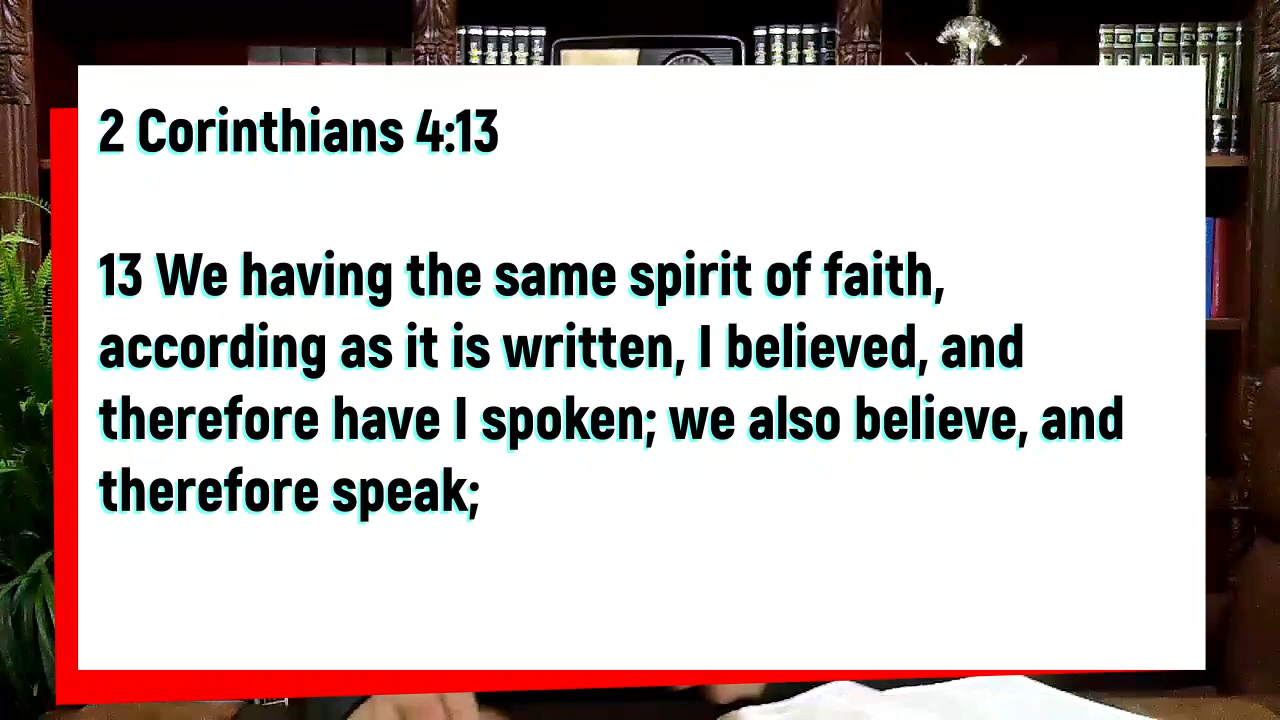 2 Corinthians 4:13
13 We having the same spirit of faith,
according as it is written, I believed, and
therefore have I spoken; we also believe, and
therefore speak;